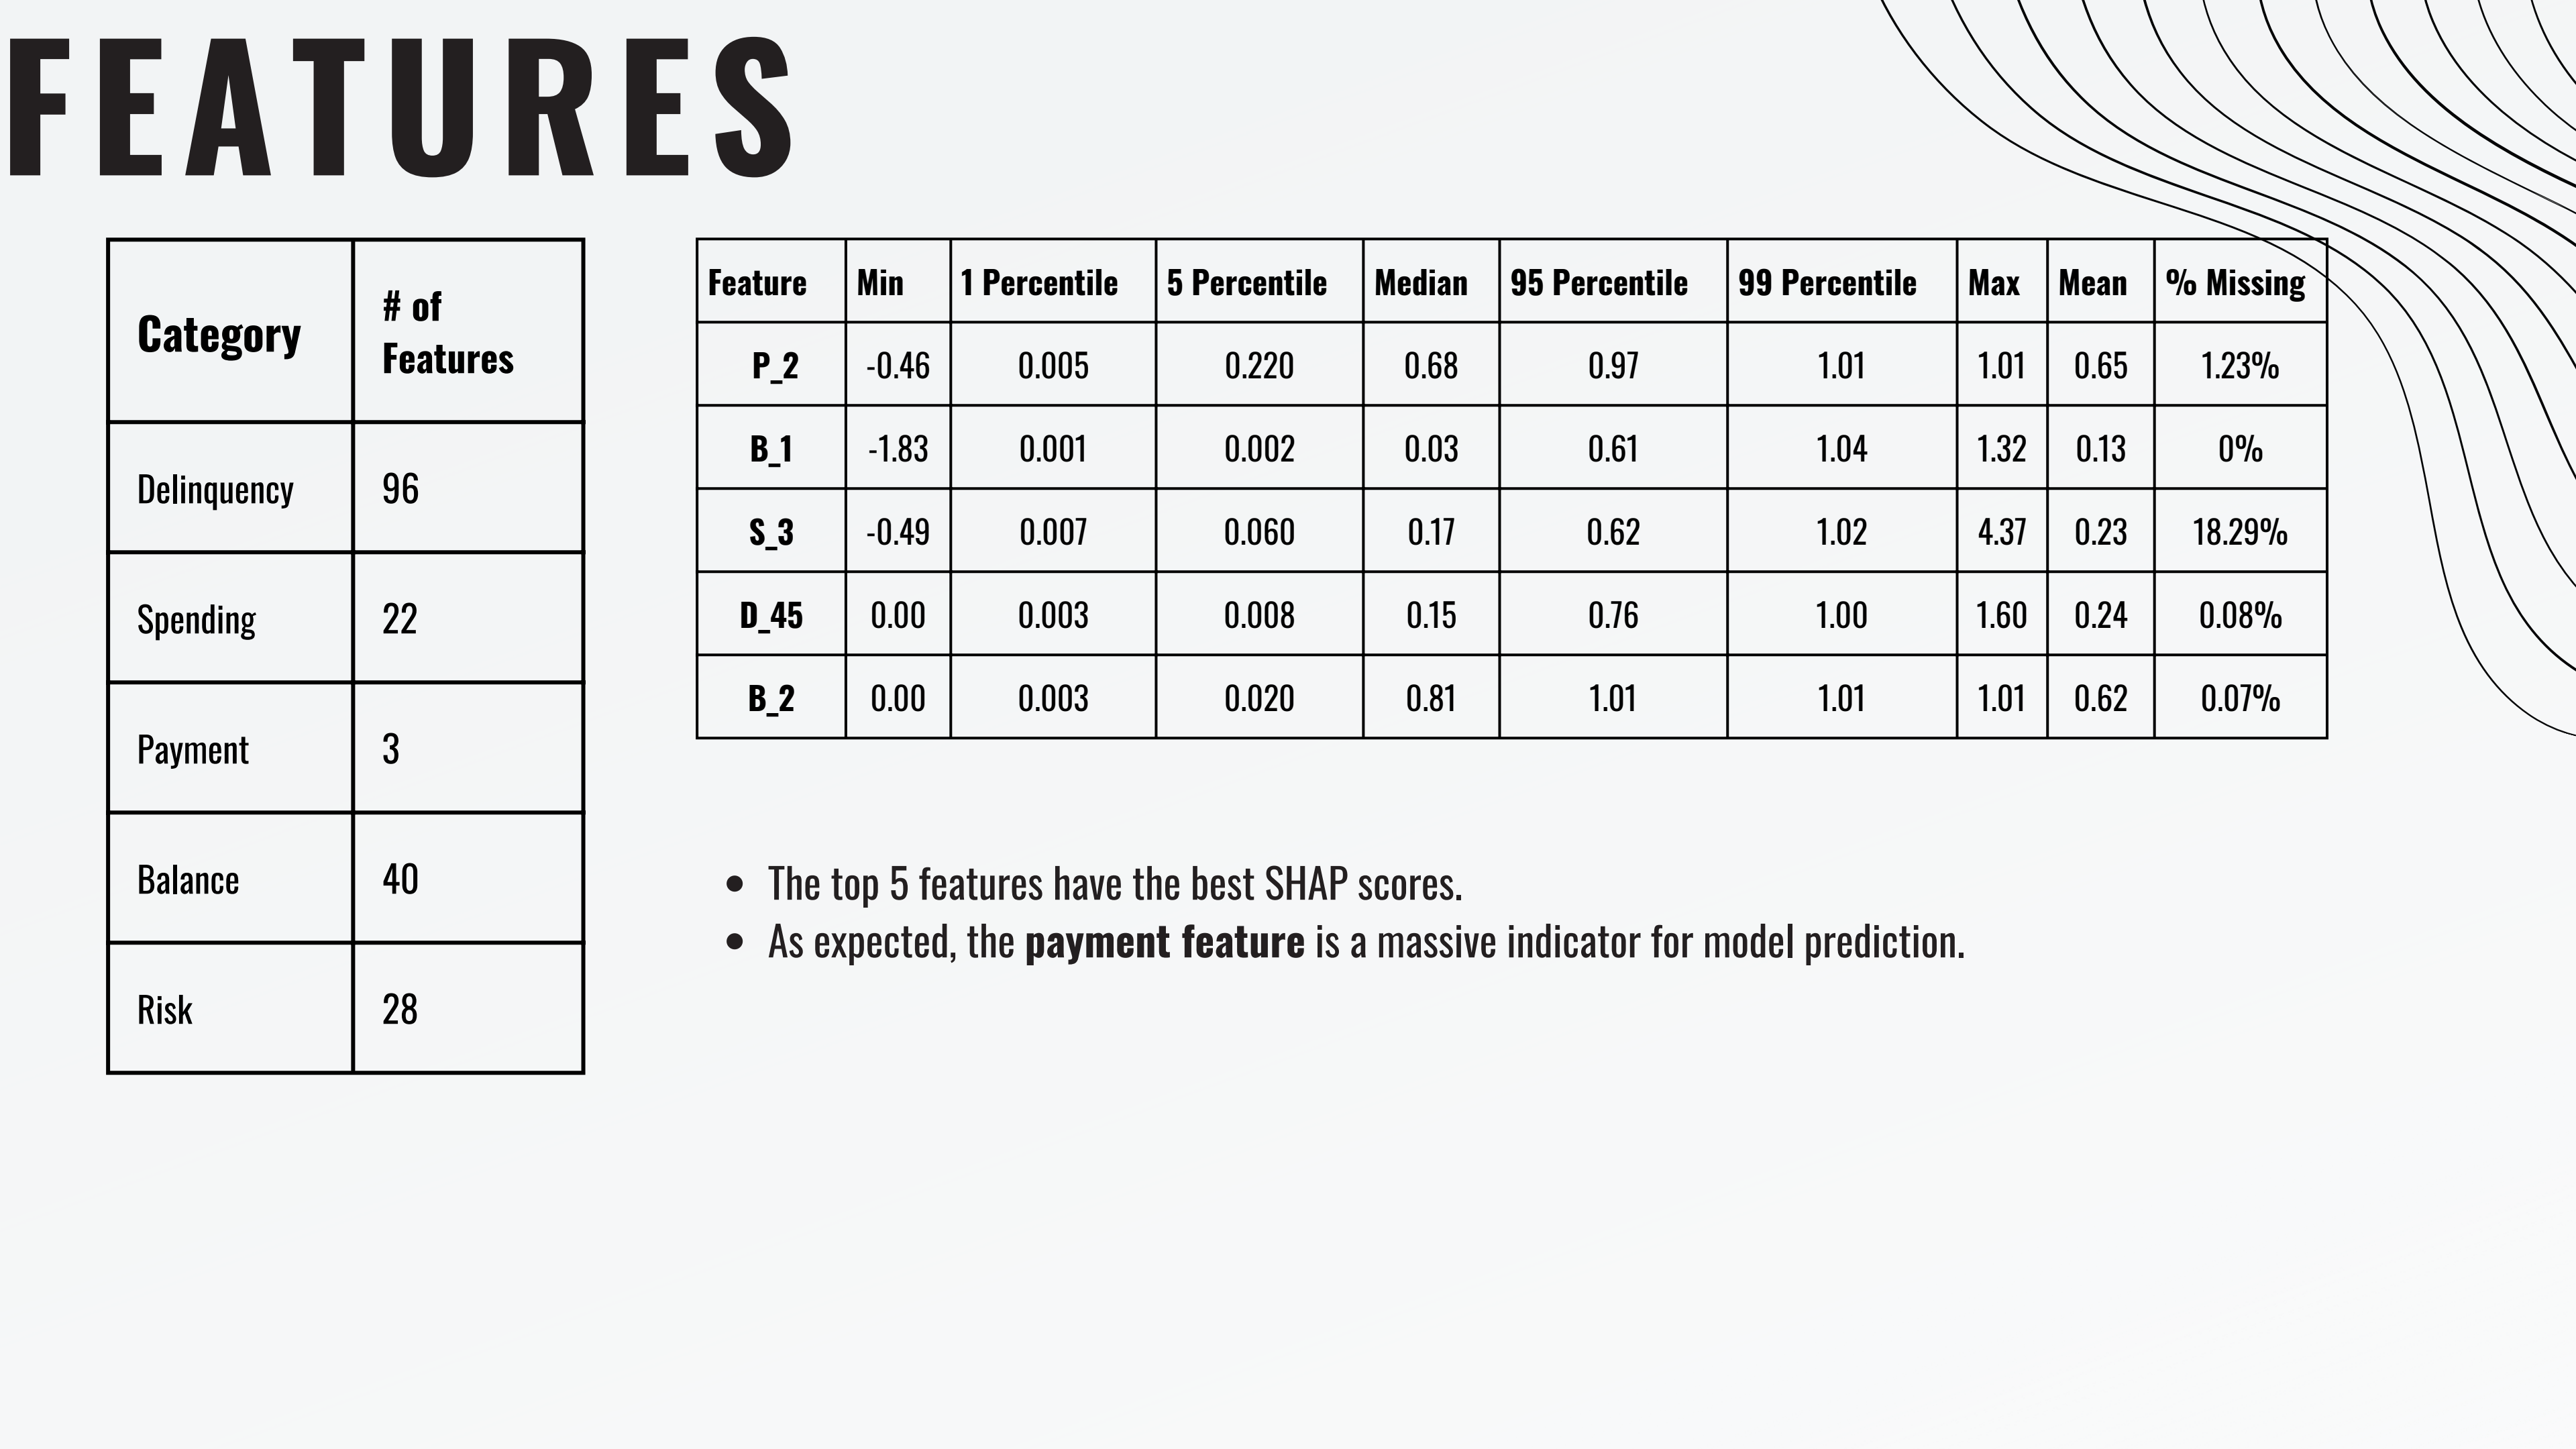 FEATURES
Category # of Features
Delinquency 96
Spending 22
Payment 3
Balance 40
Risk 28
Feature Min 1 Percentile 5 Percentile Median 95 Percentile 99 Percentile Max Mean % Missing
P_2 -0.46 0.005 0.220 0.68 0.97 1.01 1.01 0.65 1.23%
B_1 -1.83 0.001 0.002 0.03 0.61 1.04 1.32 0.13 0%
S_3 -0.49 0.007 0.060 0.17 0.62 1.02 4.37 0.23 18.29%
D_45 0.00 0.003 0.008 0.15 0.76 1.00 1.60 0.24 0.08%
B_2 0.00 0.003 0.020 0.81 1.01 1.01 1.01 0.62 0.07%
• The top 5 features have the best SHAP scores.
• As expected, the payment feature is a massive indicator for model prediction.